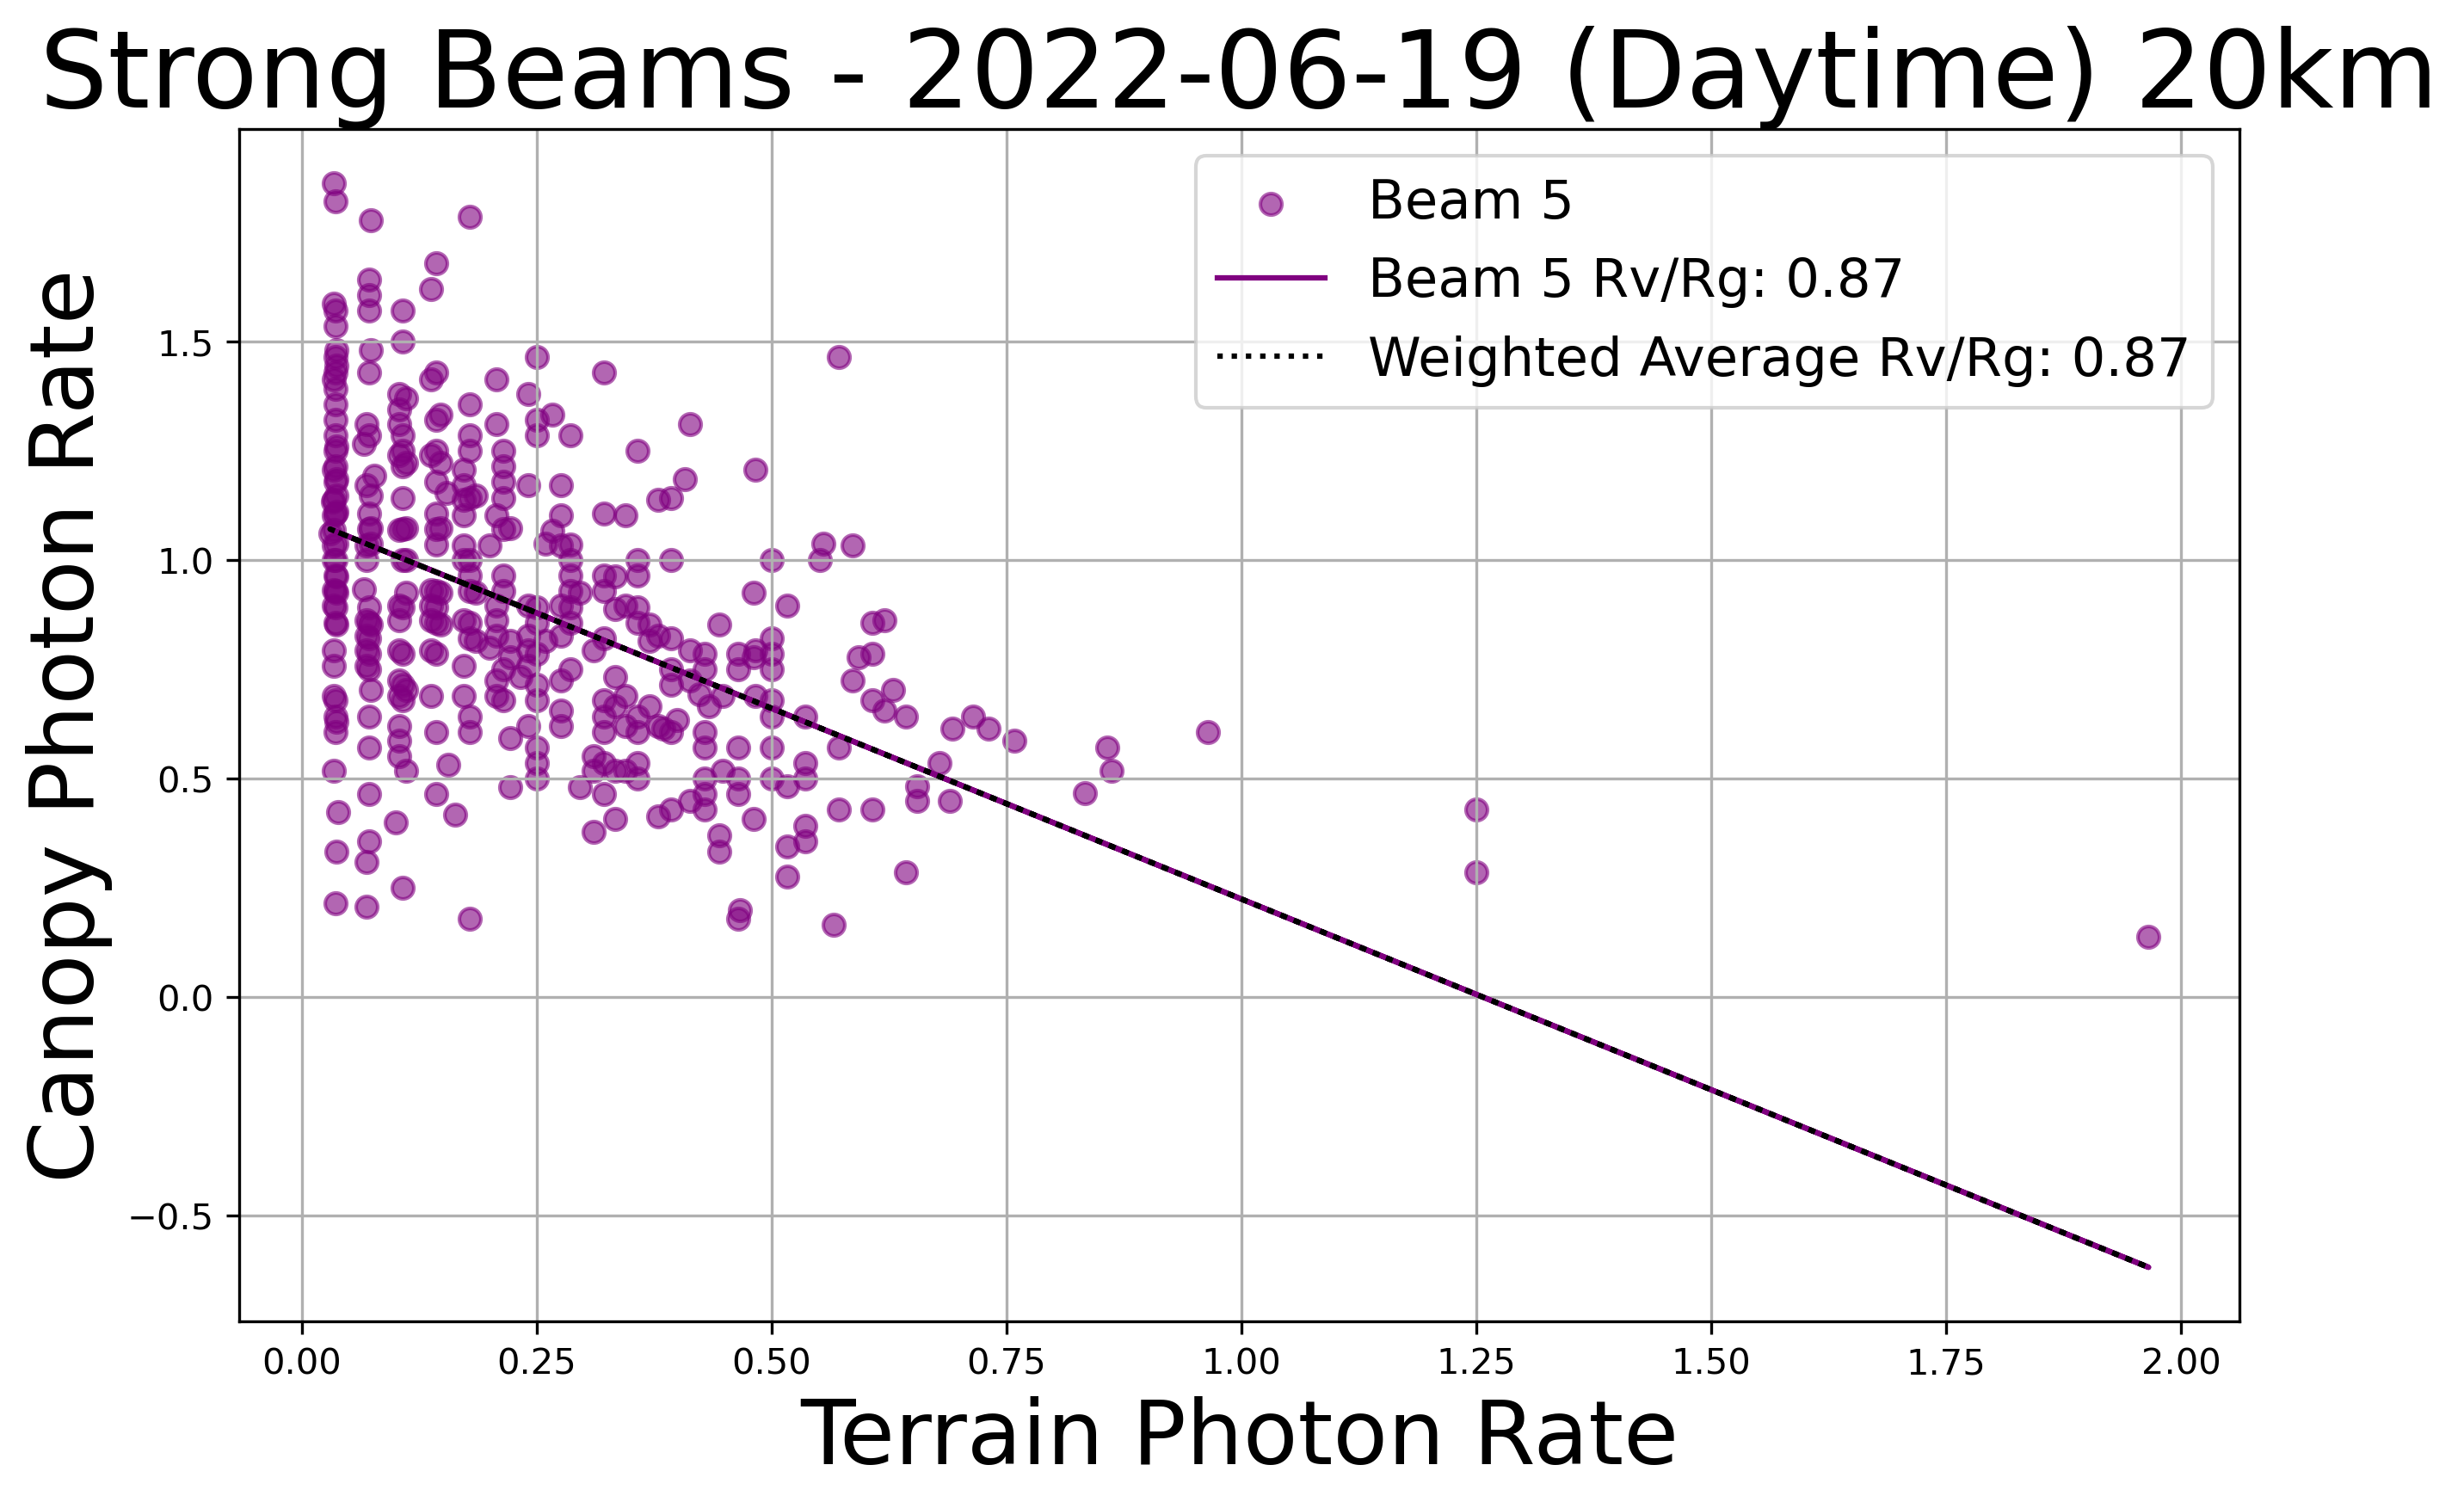 Strong Beams - 2022-06-19 (Daytime) 20km
Beam 5
Beam 5 Rv/Rg: 0.87
Weighted Average Rv/Rg: 0.87
Canopy Photon Rate
1.5
1.0
0.5
0.0
−0.5
0.00 0.25 0.50 0.75 1.00 1.25 1.50 1.75 2.00
Terrain Photon Rate